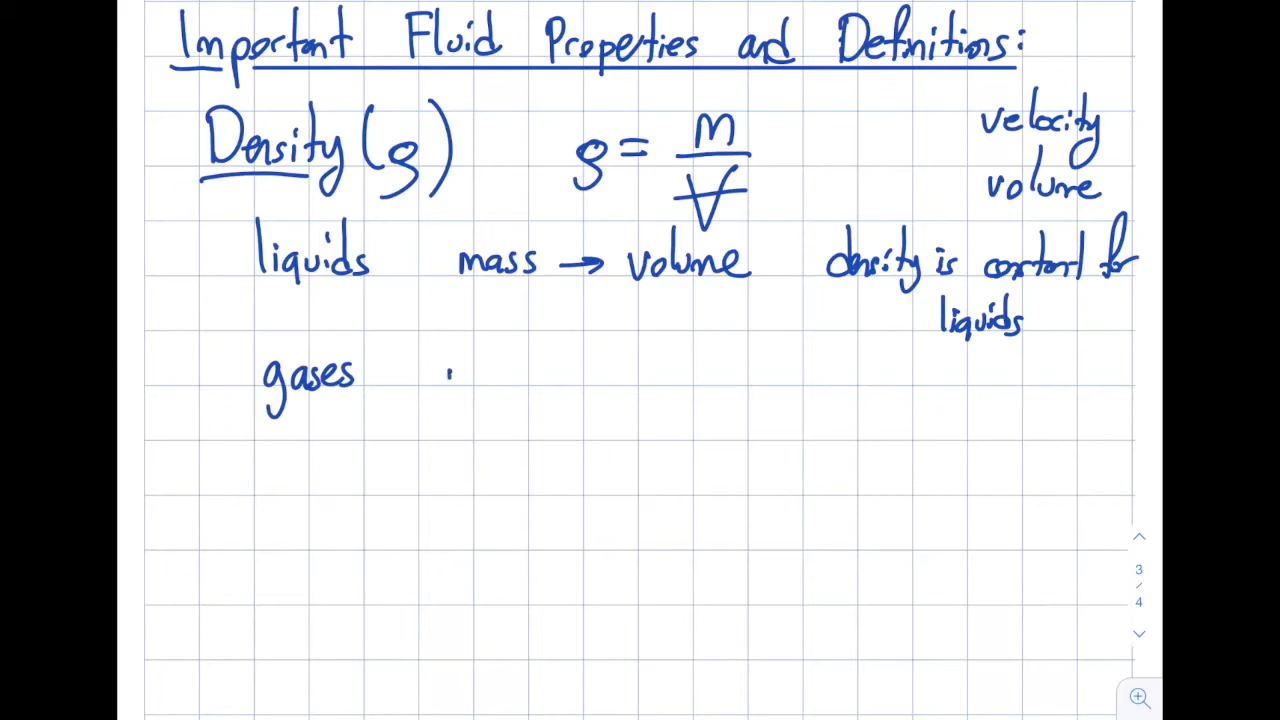 Important Fluid Properties and Definitions:
Density (ρ) ρ = m / V̶
velocity
volume
liquids mass → volume density is constant for
liquids
gases
3
/
4